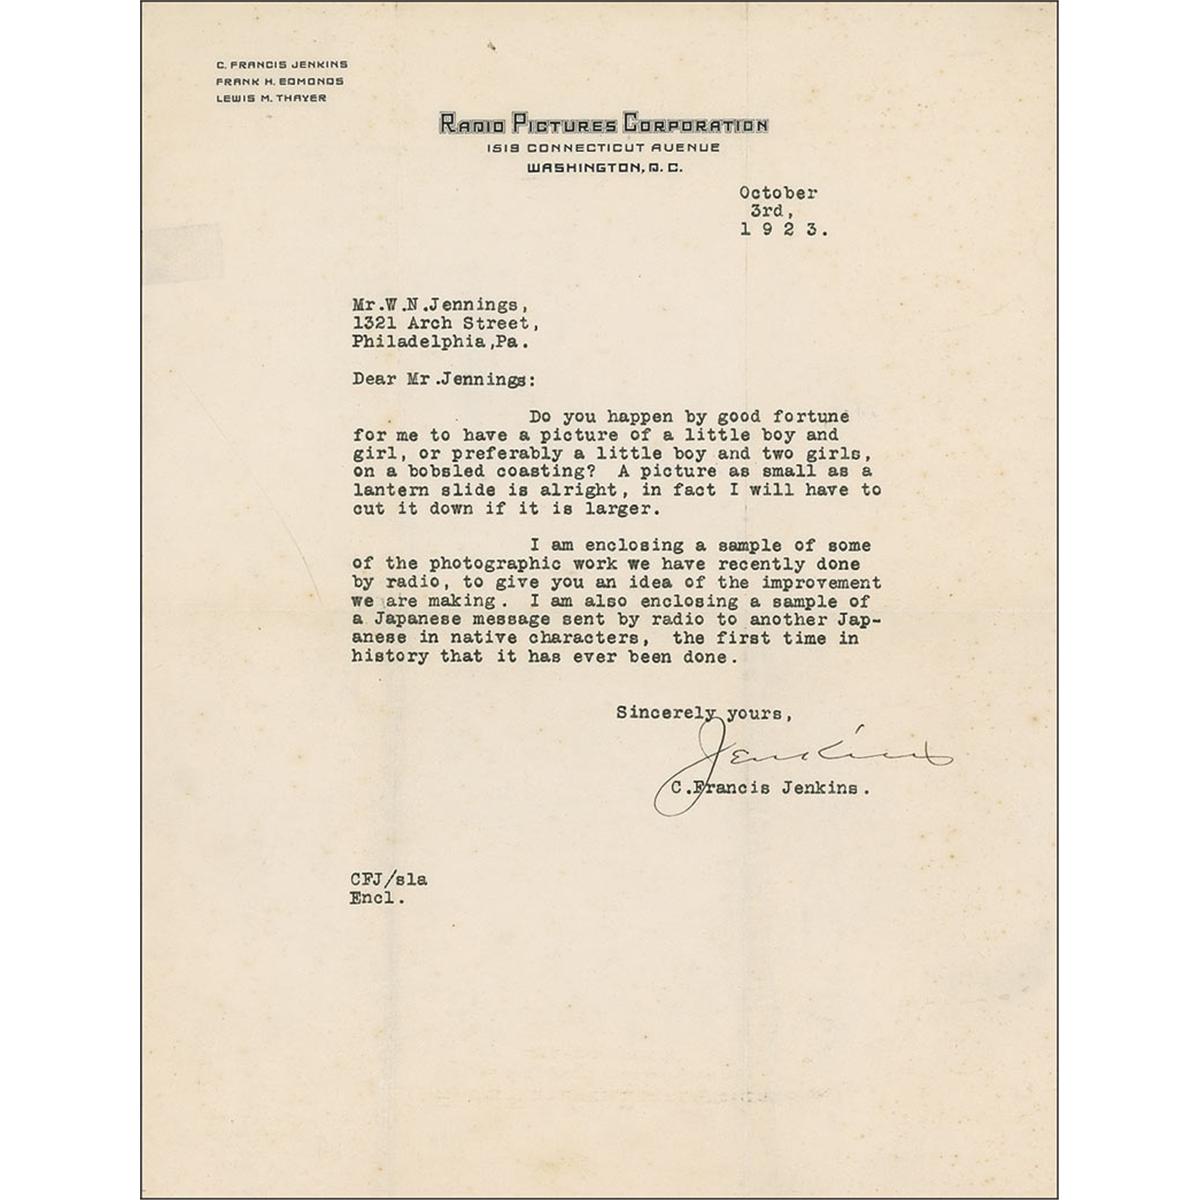 C. FRANCIS JENKINS
FRANK H. EDMONDS
LEWIS M. THAYER
RADIO PICTURES CORPORATION
1519 CONNECTICUT AVENUE
WASHINGTON, D. C.
October
3rd,
1 9 2 3.
Mr.W.N.Jennings,
1321 Arch Street,
Philadelphia,Pa.
Dear Mr.Jennings:
Do you happen by good fortune
for me to have a picture of a little boy and
girl, or preferably a little boy and two girls,
on a bobsled coasting? A picture as small as a
lantern slide is alright, in fact I will have to
cut it down if it is larger.
I am enclosing a sample of some
of the photographic work we have recently done
by radio, to give you an idea of the improvement
we are making. I am also enclosing a sample of
a Japanese message sent by radio to another Jap-
anese in native characters, the first time in
history that it has ever been done.
Sincerely yours,
Jenkins
C.Francis Jenkins.
CFJ/sla
Encl.